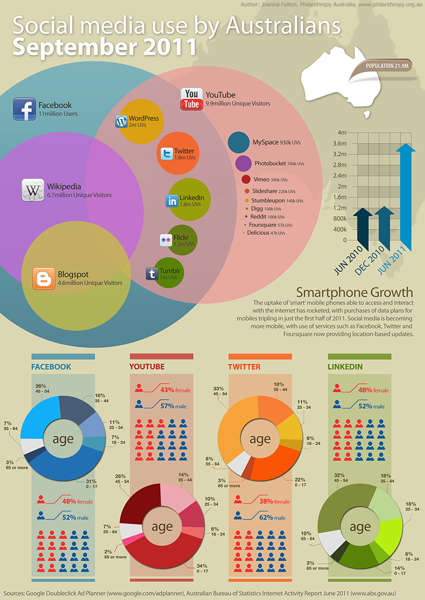 Author: Joanna Fulton, Philanthropy Australia, www.philanthropy.org.au
Social media use by Australians
September 2011
POPULATION 21.9M
Facebook
11million Users
YouTube
9.9million Unique Visitors
WordPress
2m UVs
Twitter
1.8m UVs
Wikipedia
6.7million Unique Visitors
LinkedIn
1.8m UVs
Flickr
Tumblr
Blogspot
4.6million Unique Visitors
MySpace 930k UVs
Photobucket 700k UVs
Vimeo 390k UVs
Slideshare 220k UVs
Stumbleupon 140k UVs
Digg 100k UVs
Reddit 100k UVs
Foursquare 57k UVs
Delicious 47k UVs
4m
3.6m
3.2m
2.8m
2.4m
2m
1.6m
1.2m
800k
400k
0
JUN 2010
DEC 2010
JUN 2011
Smartphone Growth
The uptake of 'smart' mobile phones able to access and interact
with the internet has rocketed, with purchases of data plans for
mobiles tripling in just the first half of 2011. Social media is becoming
more mobile, with use of services such as Facebook, Twitter and
Foursquare now providing location-based updates.
FACEBOOK
26%
45 - 54
18%
35 - 44
11%
25 - 34
7%
18 - 24
31%
0 - 17
3%
65 or more
7%
55 - 64
age
48% female
52% male
YOUTUBE
43% female
57% male
26%
45 - 54
14%
35 - 44
10%
25 - 34
6%
18 - 24
34%
0 - 17
2%
65 or more
7%
55 - 64
age
TWITTER
33%
45 - 54
18%
35 - 44
11%
25 - 34
6%
18 - 24
22%
0 - 17
3%
65 or more
8%
55 - 64
age
38% female
62% male
LINKEDIN
48% female
52% male
32%
45 - 54
18%
35 - 44
18%
25 - 34
6%
18 - 24
14%
0 - 17
3%
65 or more
9%
55 - 64
age
Sources: Google Doubleclick Ad Planner (www.google.com/adplanner), Australian Bureau of Statistics Internet Activity Report June 2011 (www.abs.gov.au)